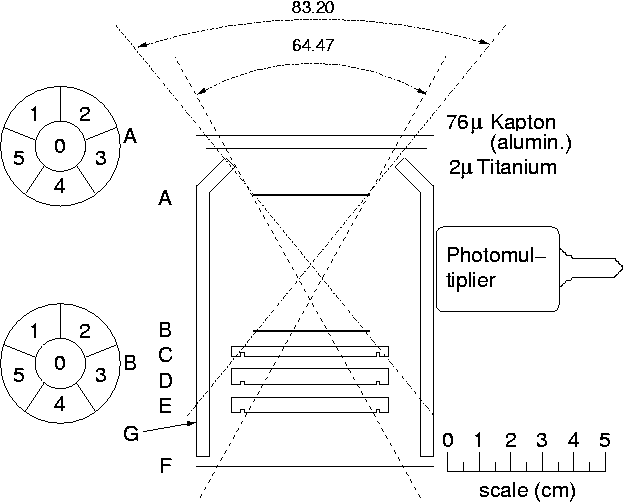 83.20
64.47
76μ Kapton
(alumin.)
2μ Titanium
1 2
A
5 0 3
4
A
Photomul–
tiplier
B
1 2
C
5 0 3
B
D
4
E
G
F
0 1 2 3 4 5
scale (cm)